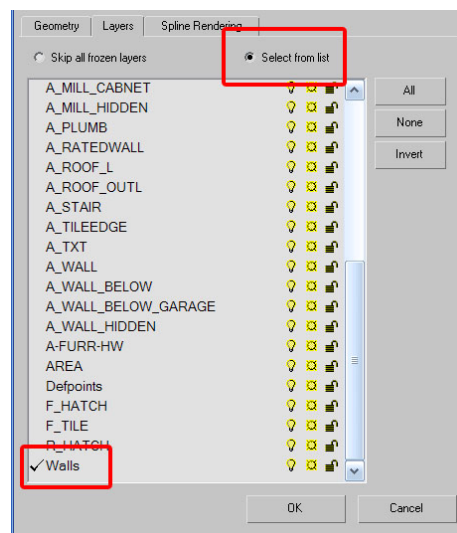 Geometry Layers Spline Rendering
Skip all frozen layers Select from list
A_MILL_CABNET
A_MILL_HIDDEN
A_PLUMB
A_RATEDWALL
A_ROOF_L
A_ROOF_OUTL
A_STAIR
A_TILEEDGE
A_TXT
A_WALL
A_WALL_BELOW
A_WALL_BELOW_GARAGE
A_WALL_HIDDEN
A-FURR-HW
AREA
Defpoints
F_HATCH
F_TILE
R_HATCH
Walls
All
None
Invert
OK Cancel